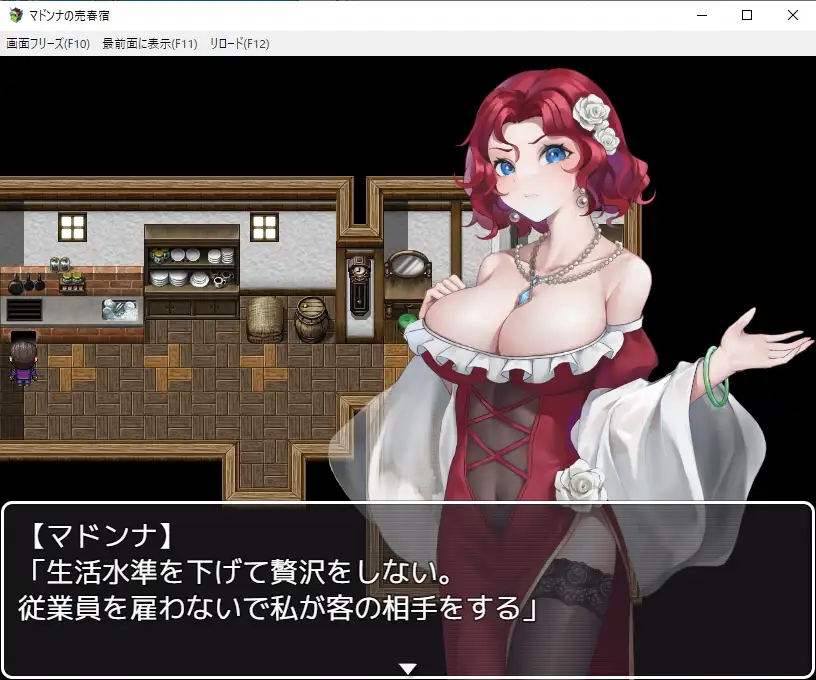 マドンナの売春宿
画面フリーズ(F10) 最前面に表示(F11) リロード(F12)
【マドンナ】
「生活水準を下げて贅沢をしない。
従業員を雇わないで私が客の相手をする」